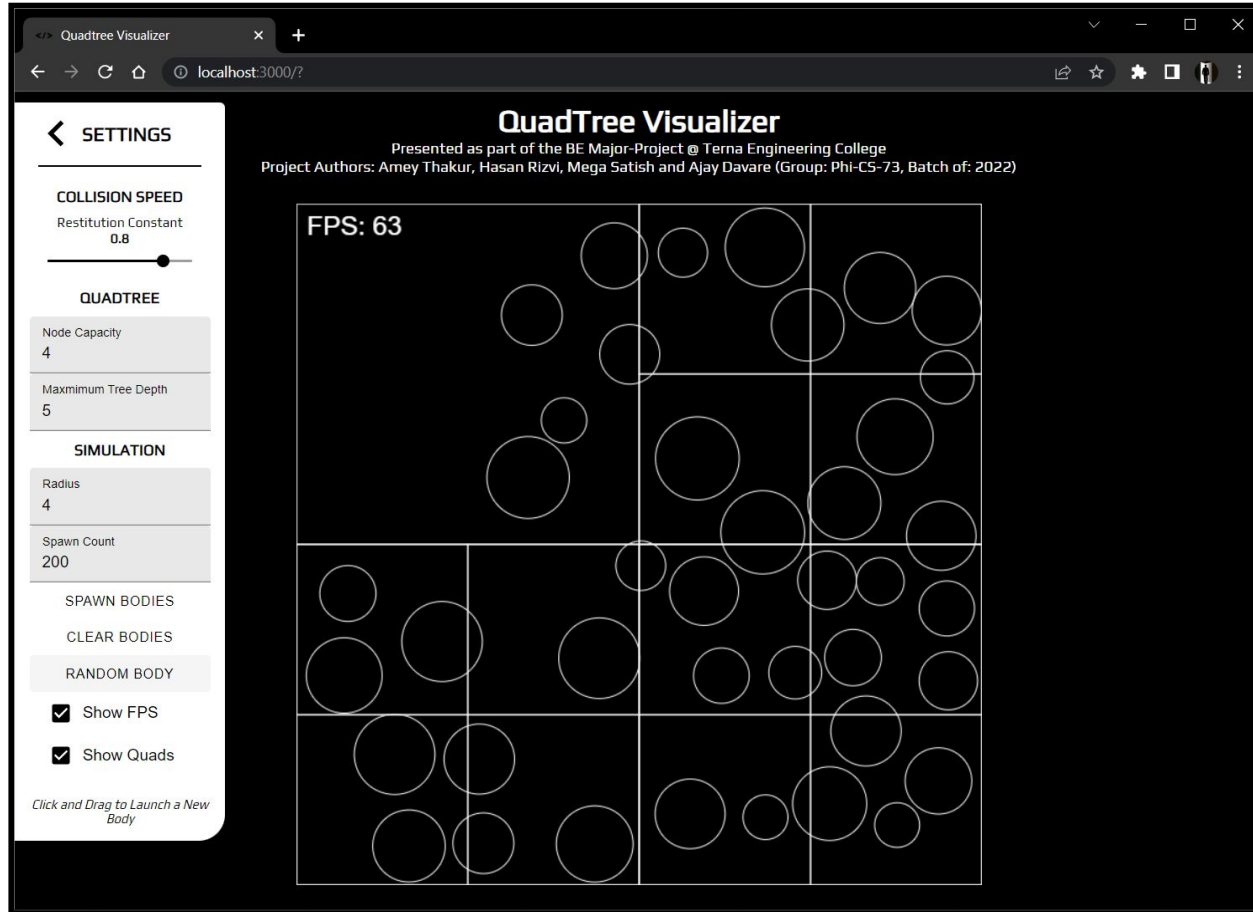 </> Quadtree Visualizer
localhost:3000/?
SETTINGS
COLLISION SPEED
Restitution Constant
0.8
QUADTREE
Node Capacity
4
Maxmimum Tree Depth
5
SIMULATION
Radius
4
Spawn Count
200
SPAWN BODIES
CLEAR BODIES
RANDOM BODY
Show FPS
Show Quads
Click and Drag to Launch a New
Body
QuadTree Visualizer
Presented as part of the BE Major-Project @ Terna Engineering College
Project Authors: Amey Thakur, Hasan Rizvi, Mega Satish and Ajay Davare (Group: Phi-CS-73, Batch of: 2022)
FPS: 63